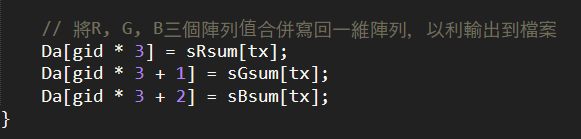 // 將R, G, B三個陣列值合併寫回一維陣列, 以利輸出到檔案
Da[gid * 3] = sRsum[tx];
Da[gid * 3 + 1] = sGsum[tx];
Da[gid * 3 + 2] = sBsum[tx];
}